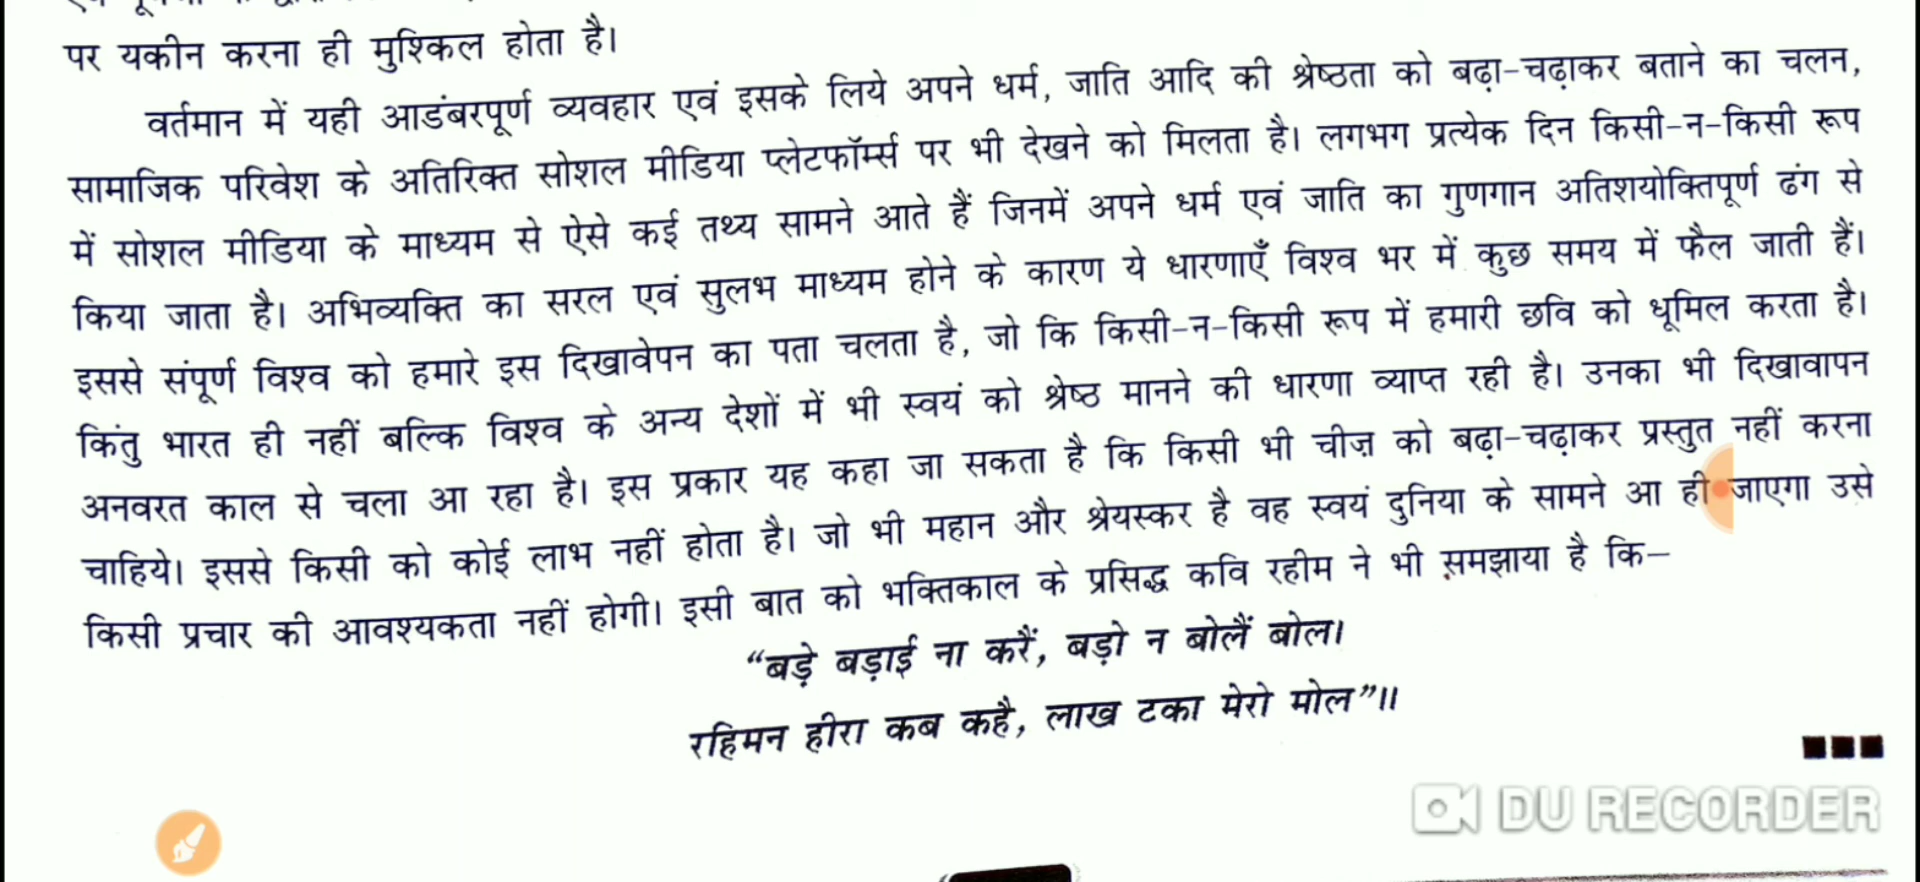 पर यकीन करना ही मुश्किल होता है।
वर्तमान में यही आडंबरपूर्ण व्यवहार एवं इसके लिये अपने धर्म, जाति आदि की श्रेष्ठता को बढ़ा-चढ़ाकर बताने का चलन,
सामाजिक परिवेश के अतिरिक्त सोशल मीडिया प्लेटफॉर्म्स पर भी देखने को मिलता है। लगभग प्रत्येक दिन किसी-न-किसी रूप
में सोशल मीडिया के माध्यम से ऐसे कई तथ्य सामने आते हैं जिनमें अपने धर्म एवं जाति का गुणगान अतिशयोक्तिपूर्ण ढंग से
किया जाता है। अभिव्यक्ति का सरल एवं सुलभ माध्यम होने के कारण ये धारणाएँ विश्व भर में कुछ समय में फैल जाती हैं।
इससे संपूर्ण विश्व को हमारे इस दिखावेपन का पता चलता है, जो कि किसी-न-किसी रूप में हमारी छवि को धूमिल करता है।
किंतु भारत ही नहीं बल्कि विश्व के अन्य देशों में भी स्वयं को श्रेष्ठ मानने की धारणा व्याप्त रही है। उनका भी दिखावापन
अनवरत काल से चला आ रहा है। इस प्रकार यह कहा जा सकता है कि किसी भी चीज़ को बढ़ा-चढ़ाकर प्रस्तुत नहीं करना
चाहिये। इससे किसी को कोई लाभ नहीं होता है। जो भी महान और श्रेयस्कर है वह स्वयं दुनिया के सामने आ ही जाएगा उसे
किसी प्रचार की आवश्यकता नहीं होगी। इसी बात को भक्तिकाल के प्रसिद्ध कवि रहीम ने भी समझाया है कि–
“बड़े बड़ाई ना करैं, बड़ो न बोलैं बोल।
रहिमन हीरा कब कहै, लाख टका मेरो मोल”॥
DU RECORDER